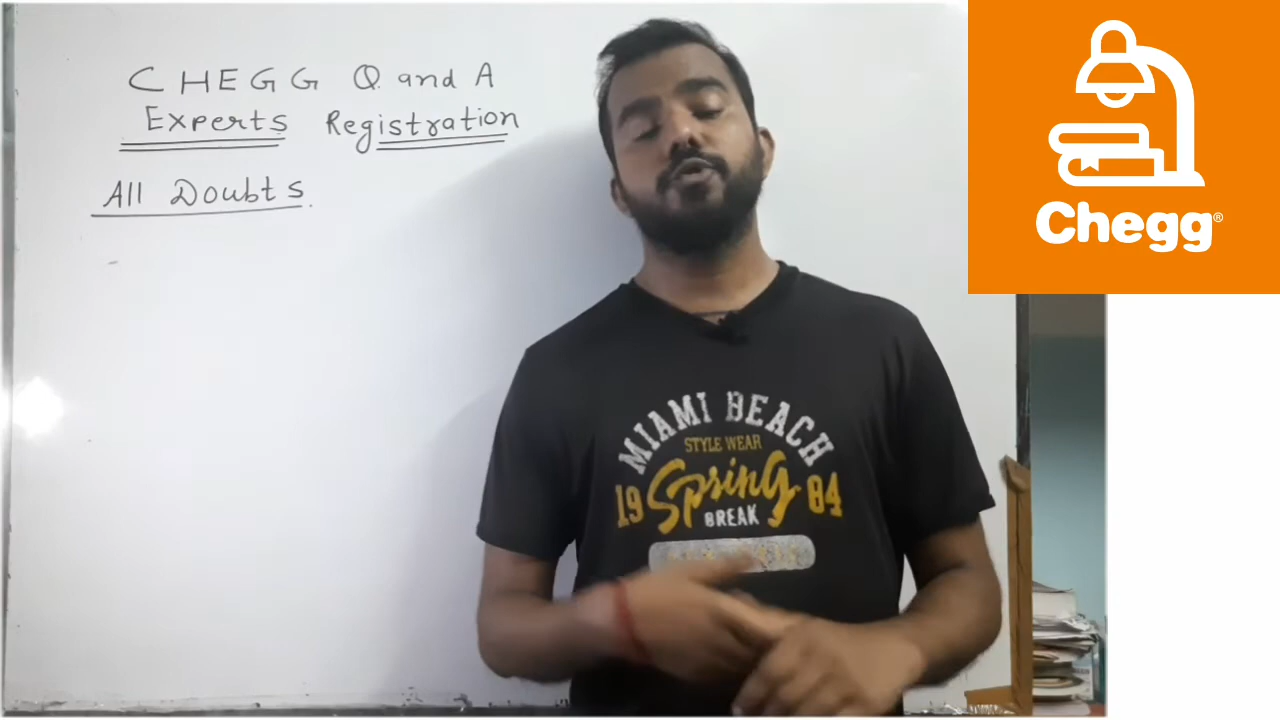 CHEGG Q and A
Experts Registration
All Doubts.
Chegg®
MIAMI BEACH
STYLE WEAR
19 Spring 84
BREAK